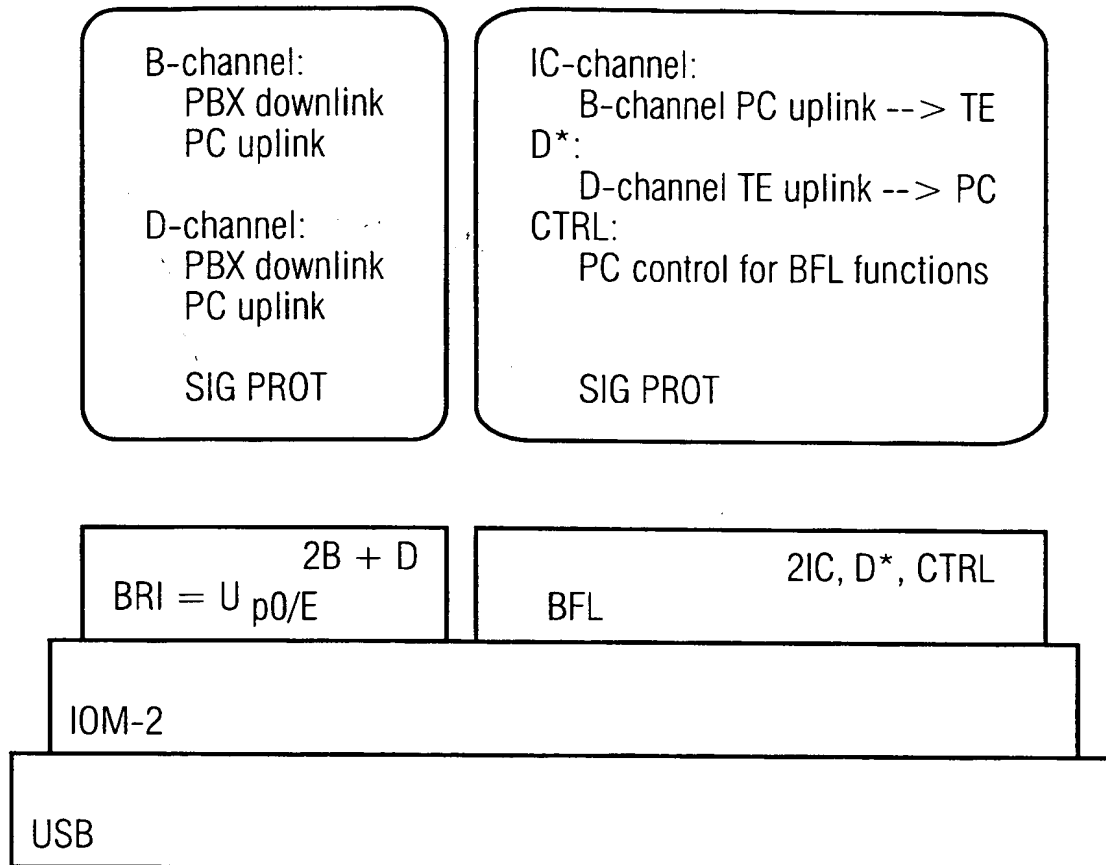 B-channel:
PBX downlink
PC uplink
D-channel:
PBX downlink
PC uplink
SIG PROT
IC-channel:
B-channel PC uplink --> TE
D*:
D-channel TE uplink --> PC
CTRL:
PC control for BFL functions
SIG PROT
2B + D
BRI = U p0/E
2IC, D*, CTRL
BFL
IOM-2
USB